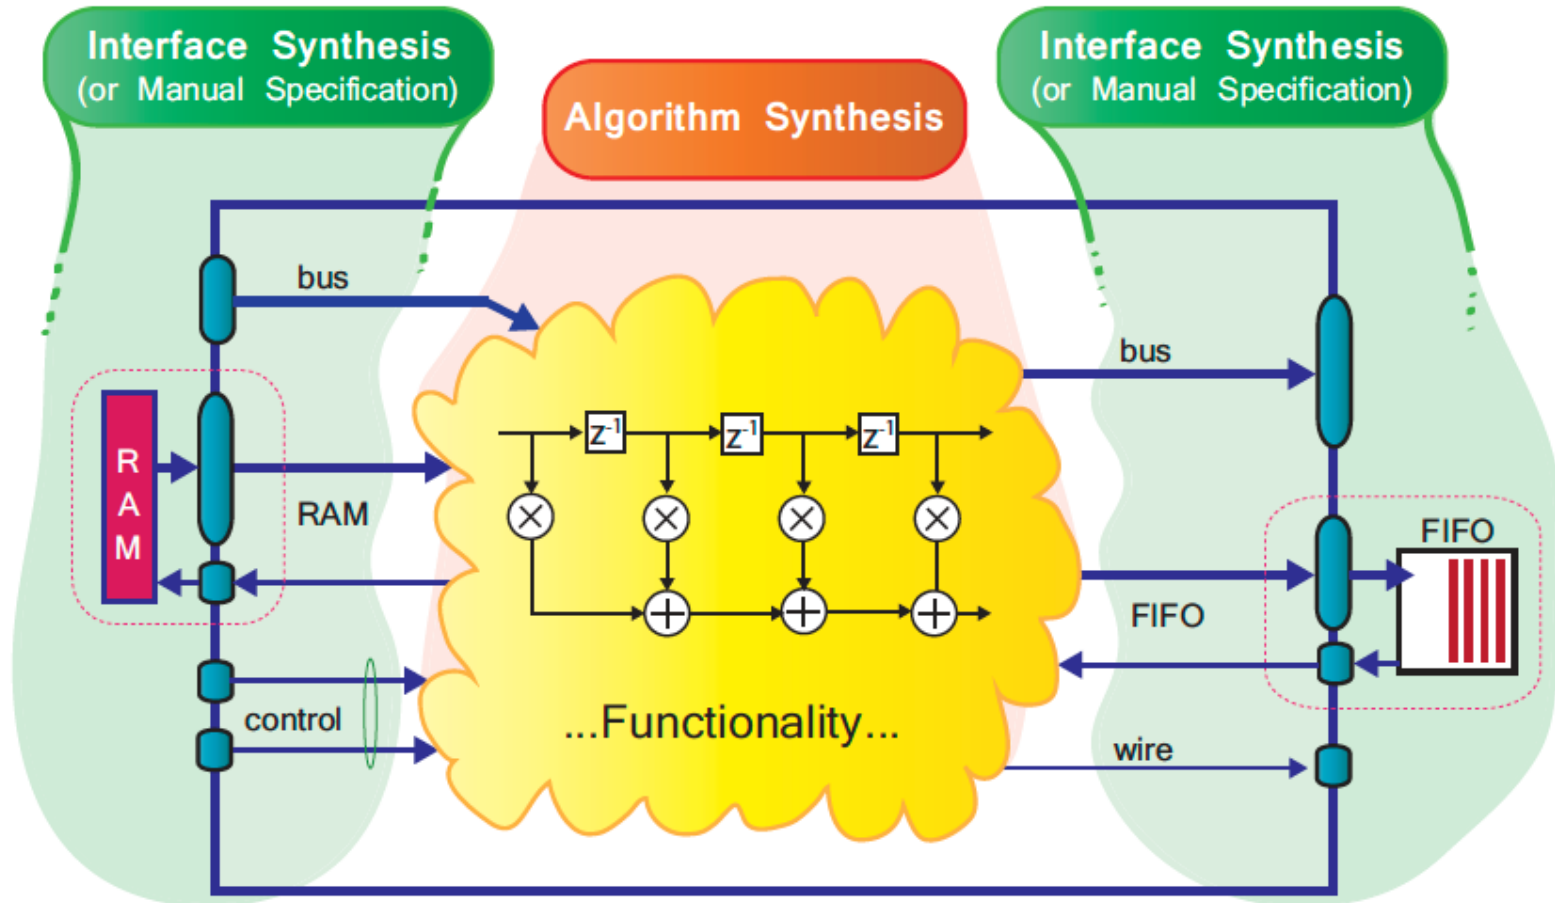 Interface Synthesis
(or Manual Specification)
Algorithm Synthesis
Interface Synthesis
(or Manual Specification)
bus
bus
R
A
M
RAM
z⁻¹
z⁻¹
z⁻¹
FIFO
FIFO
control
...Functionality...
wire